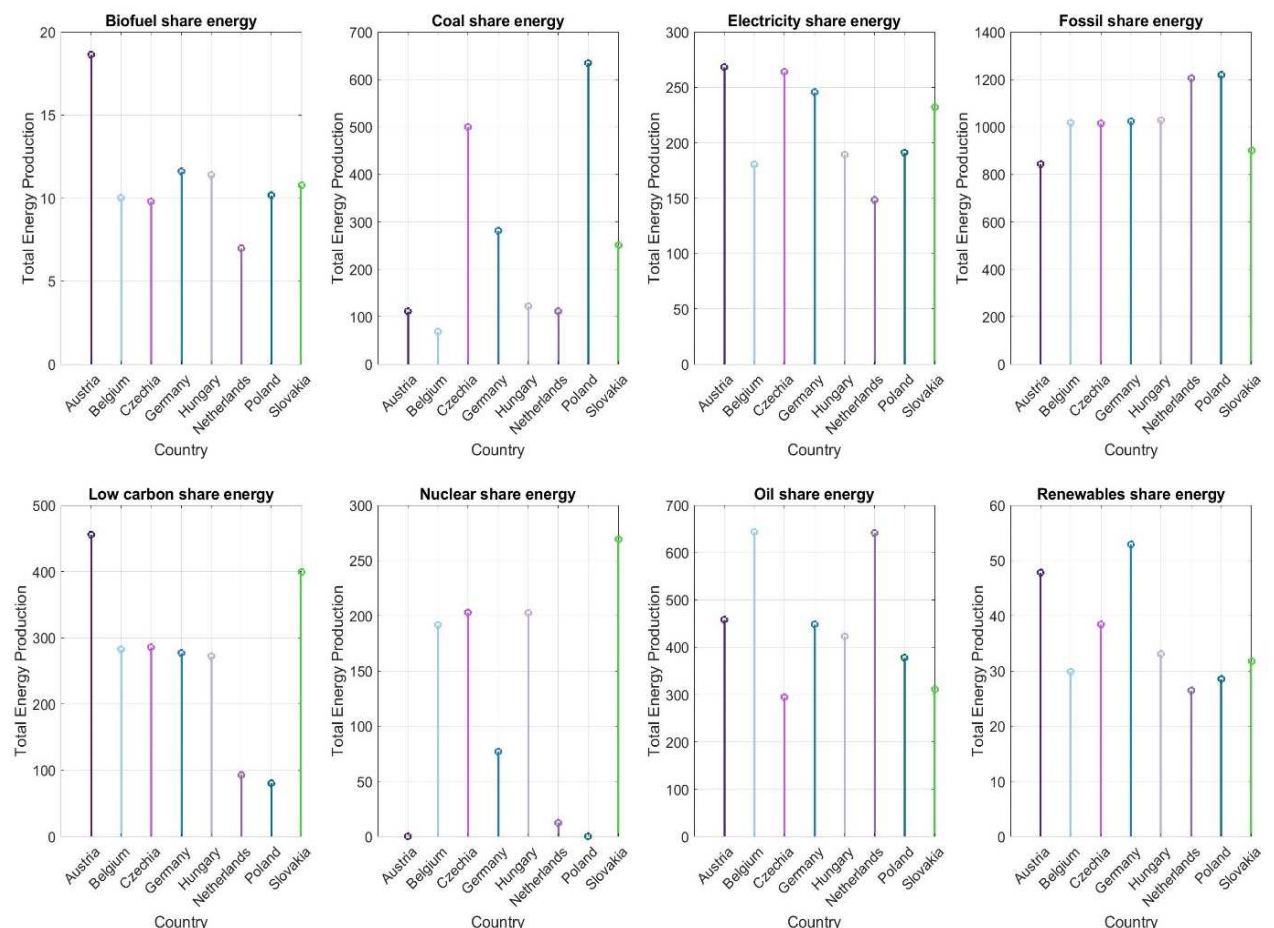 Biofuel share energy
20
15
10
5
0
Total Energy Production
Austria
Belgium
Czechia
Germany
Hungary
Netherlands
Poland
Slovakia
Country
Coal share energy
700
600
500
400
300
200
100
0
Total Energy Production
Austria
Belgium
Czechia
Germany
Hungary
Netherlands
Poland
Slovakia
Country
Electricity share energy
300
250
200
150
100
50
0
Total Energy Production
Austria
Belgium
Czechia
Germany
Hungary
Netherlands
Poland
Slovakia
Country
Fossil share energy
1400
1200
1000
800
600
400
200
0
Total Energy Production
Austria
Belgium
Czechia
Germany
Hungary
Netherlands
Poland
Slovakia
Country
Low carbon share energy
500
400
300
200
100
0
Total Energy Production
Austria
Belgium
Czechia
Germany
Hungary
Netherlands
Poland
Slovakia
Country
Nuclear share energy
300
250
200
150
100
50
0
Total Energy Production
Austria
Belgium
Czechia
Germany
Hungary
Netherlands
Poland
Slovakia
Country
Oil share energy
700
600
500
400
300
200
100
0
Total Energy Production
Austria
Belgium
Czechia
Germany
Hungary
Netherlands
Poland
Slovakia
Country
Renewables share energy
60
50
40
30
20
10
0
Total Energy Production
Austria
Belgium
Czechia
Germany
Hungary
Netherlands
Poland
Slovakia
Country